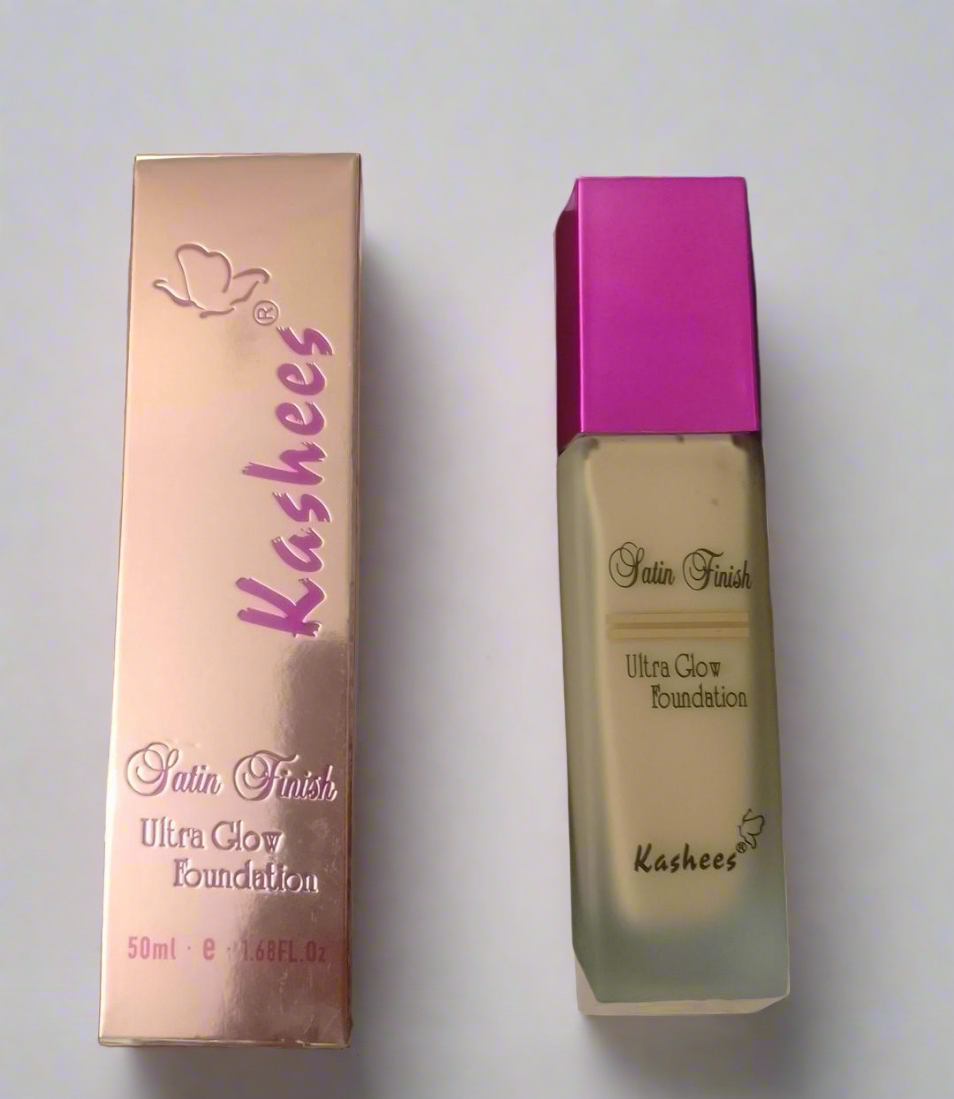 Kashees®
Satin Finish
Ultra Glow
Foundation
50ml · e · 1.68FL.Oz
Satin Finish
Ultra Glow
Foundation
Kashees®